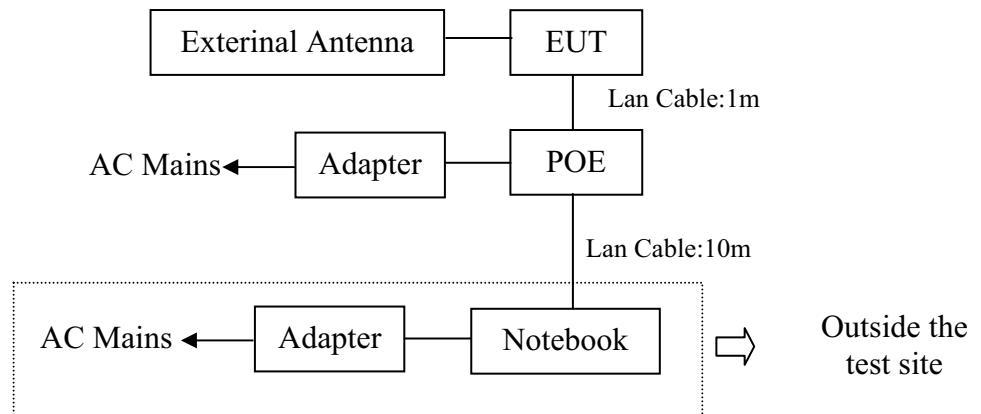 Exterinal Antenna
EUT
Lan Cable:1m
AC Mains
Adapter
POE
Lan Cable:10m
AC Mains
Adapter
Notebook
Outside the
test site